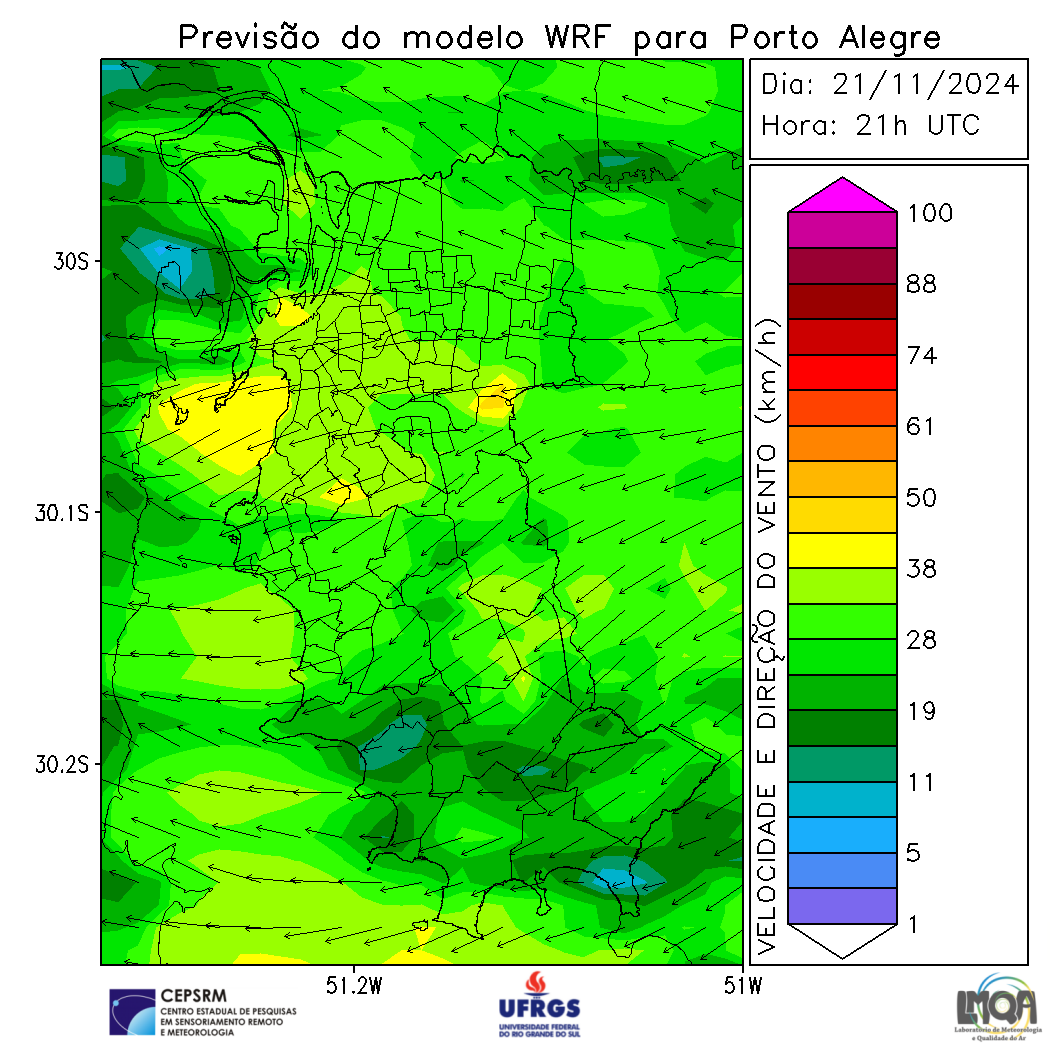 Previsão do modelo WRF para Porto Alegre
Dia: 21/11/2024
Hora: 21h UTC
30S
30.1S
30.2S
51.2W
51W
VELOCIDADE E DIREÇÃO DO VENTO (km/h)
100
88
74
61
50
38
28
19
11
5
1
CEPSRM
CENTRO ESTADUAL DE PESQUISAS
EM SENSORIAMENTO REMOTO
E METEOROLOGIA
UFRGS
UNIVERSIDADE FEDERAL
DO RIO GRANDE DO SUL
LMQA
Laboratório de Meteorologia
e Qualidade do Ar